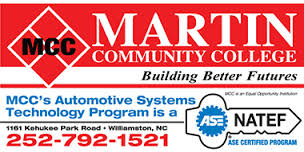 MCC
MARTIN
COMMUNITY COLLEGE
Building Better Futures
MCC is an Equal Opportunity Institution
MCC's Automotive Systems
Technology Program is a
1161 Kehukee Park Road • Williamston, NC
252-792-1521
ASE
NATEF
ASE CERTIFIED PROGRAM